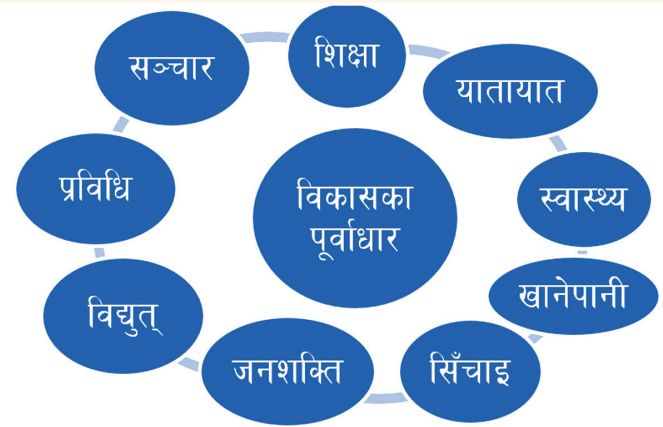 शिक्षा
यातायात
स्वास्थ्य
खानेपानी
सिँचाइ
जनशक्ति
विद्युत्
प्रविधि
सञ्चार
विकासका
पूर्वाधार